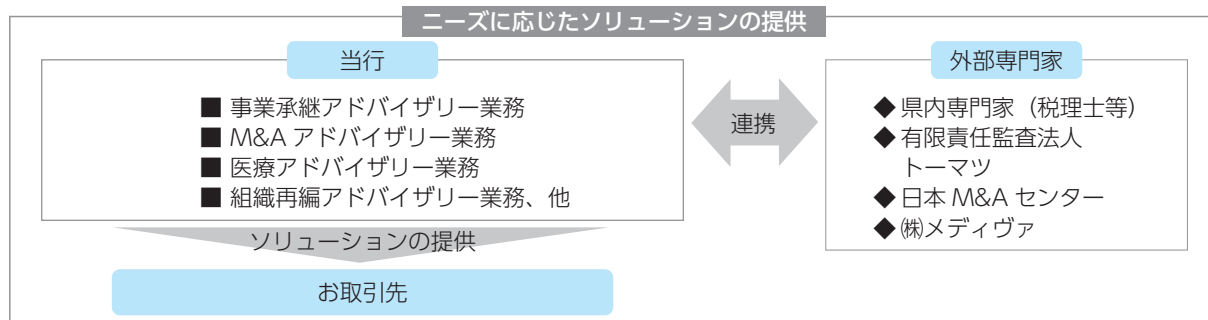 ニーズに応じたソリューションの提供
当行
■ 事業承継アドバイザリー業務
■ M&A アドバイザリー業務
■ 医療アドバイザリー業務
■ 組織再編アドバイザリー業務、他
連携
外部専門家
◆ 県内専門家（税理士等）
◆ 有限責任監査法人
トーマツ
◆ 日本 M&A センター
◆ ㈱メディヴァ
ソリューションの提供
お取引先